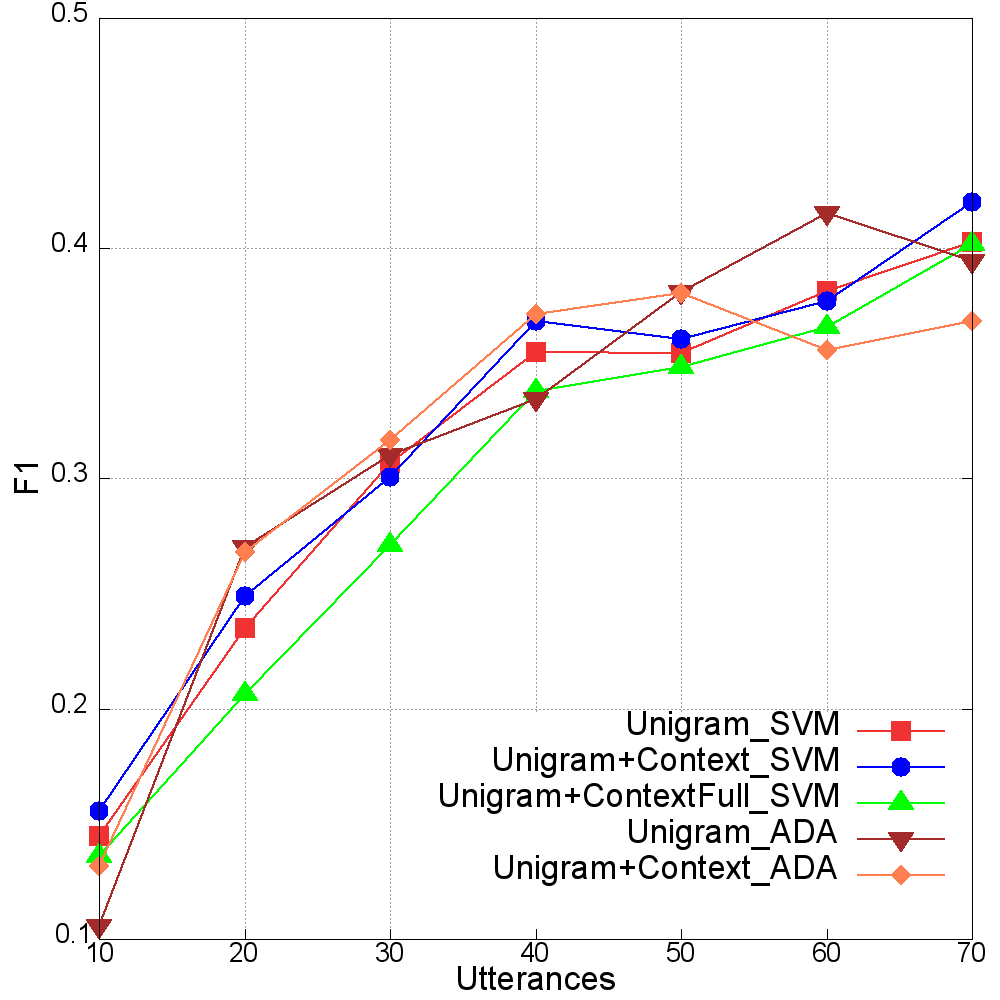 0.5
0.4
0.3
0.2
0.1
F1
10 20 30 40 50 60 70
Utterances
Unigram_SVM
Unigram+Context_SVM
Unigram+ContextFull_SVM
Unigram_ADA
Unigram+Context_ADA